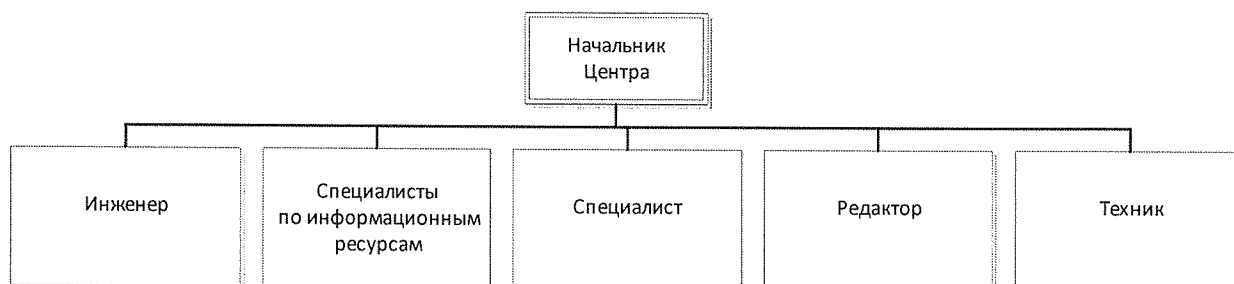 Начальник
Центра
Инженер
Специалисты
по информационным
ресурсам
Специалист
Редактор
Техник